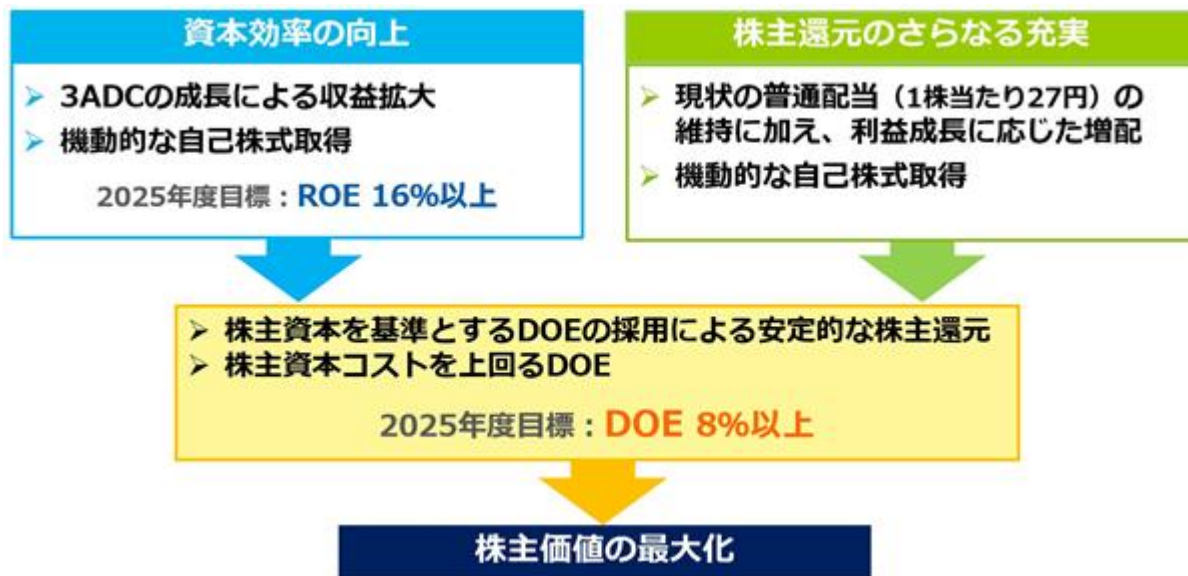 資本効率の向上
➢ 3ADCの成長による収益拡大
➢ 機動的な自己株式取得
2025年度目標:ROE 16%以上
株主還元のさらなる充実
➢ 現状の普通配当(1株当たり27円)の
維持に加え、利益成長に応じた増配
➢ 機動的な自己株式取得
➢ 株主資本を基準とするDOEの採用による安定的な株主還元
➢ 株主資本コストを上回るDOE
2025年度目標:DOE 8%以上
株主価値の最大化